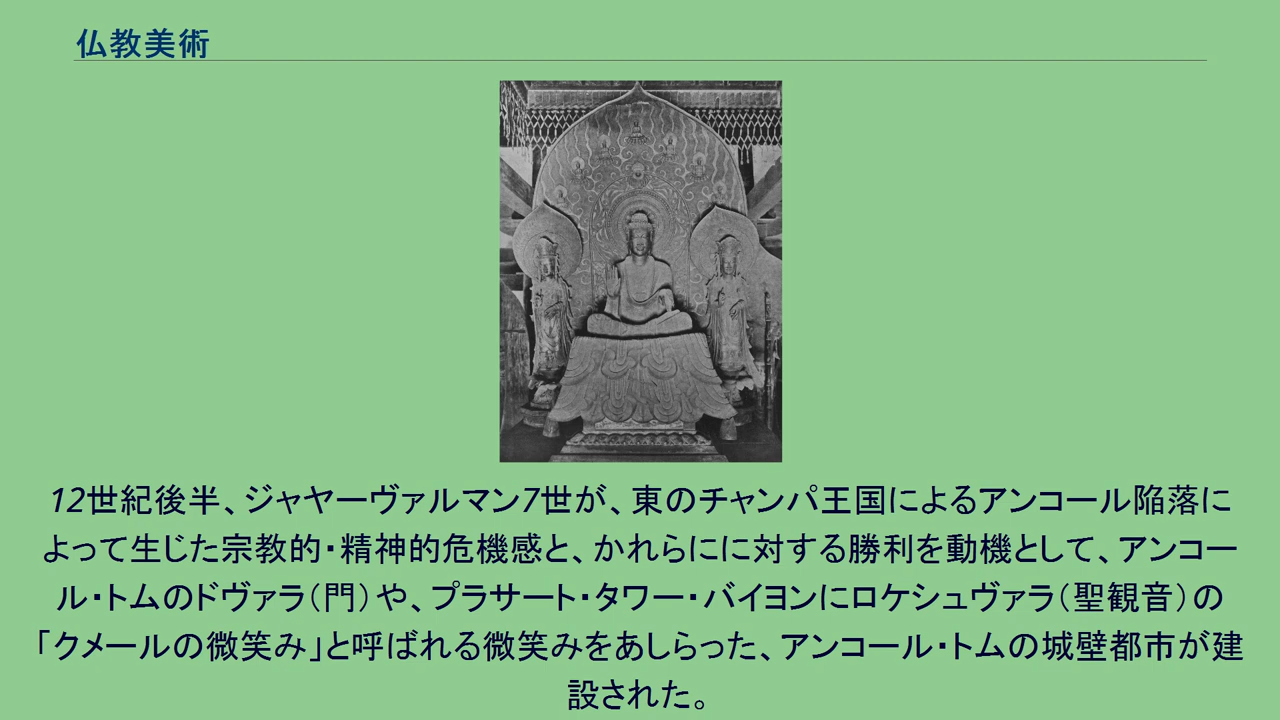 仏教美術
12世紀後半、ジャヤーヴァルマン7世が、東のチャンパ王国によるアンコール陥落に
よって生じた宗教的・精神的危機感と、かれらにに対する勝利を動機として、アンコー
ル・トムのドヴァラ（門）や、プラサート・タワー・バイヨンにロケシュヴァラ（聖観音）の
「クメールの微笑み」と呼ばれる微笑みをあしらった、アンコール・トムの城壁都市が建
設された。